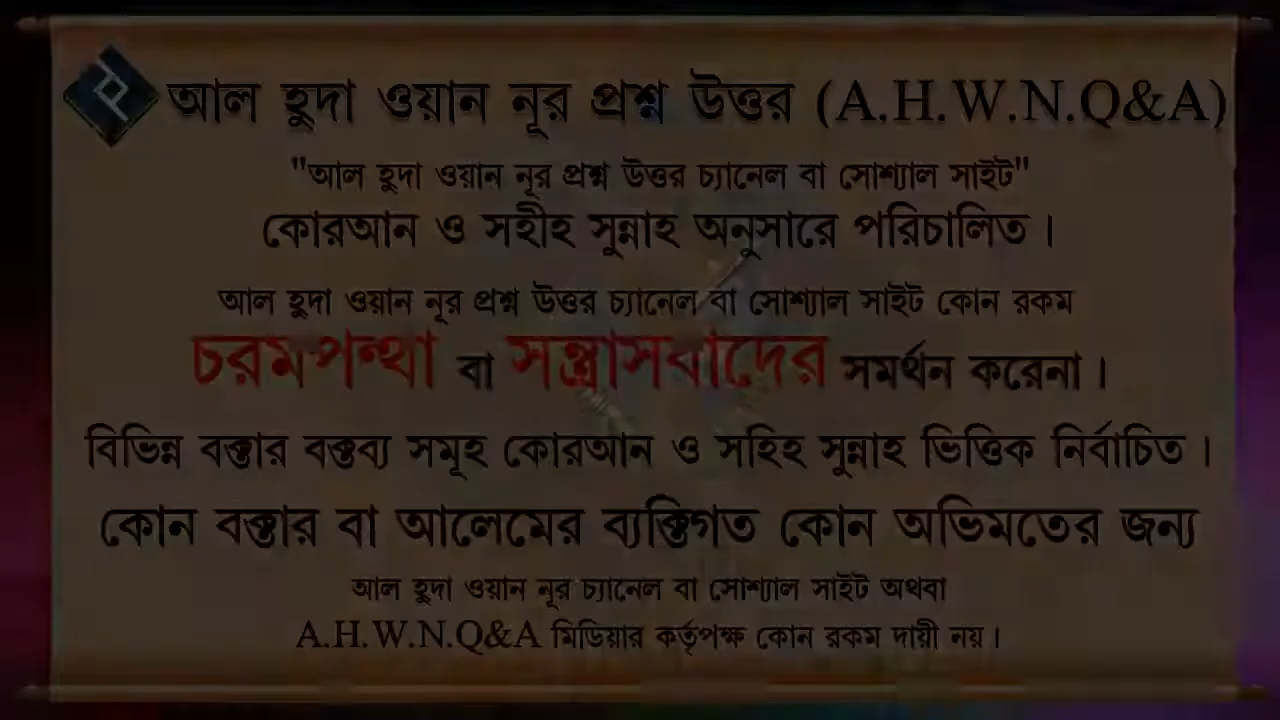 আল হুদা ওয়ান নূর প্রশ্ন উত্তর (A.H.W.N.Q&A)
"আল হুদা ওয়ান নূর প্রশ্ন উত্তর চ্যানেল বা সোশ্যাল সাইট"
কোরআন ও সহীহ সুন্নাহ অনুসারে পরিচালিত ।
আল হুদা ওয়ান নূর প্রশ্ন উত্তর চ্যানেল বা সোশ্যাল সাইট কোন রকম
চরমপন্থা বা সন্ত্রাসবাদের সমর্থন করেনা ।
বিভিন্ন বক্তার বক্তব্য সমূহ কোরআন ও সহিহ সুন্নাহ ভিত্তিক নির্বাচিত ।
কোন বক্তার বা আলেমের ব্যক্তিগত কোন অভিমতের জন্য
আল হুদা ওয়ান নূর চ্যানেল বা সোশ্যাল সাইট অথবা
A.H.W.N.Q&A মিডিয়ার কর্তৃপক্ষ কোন রকম দায়ী নয় ।